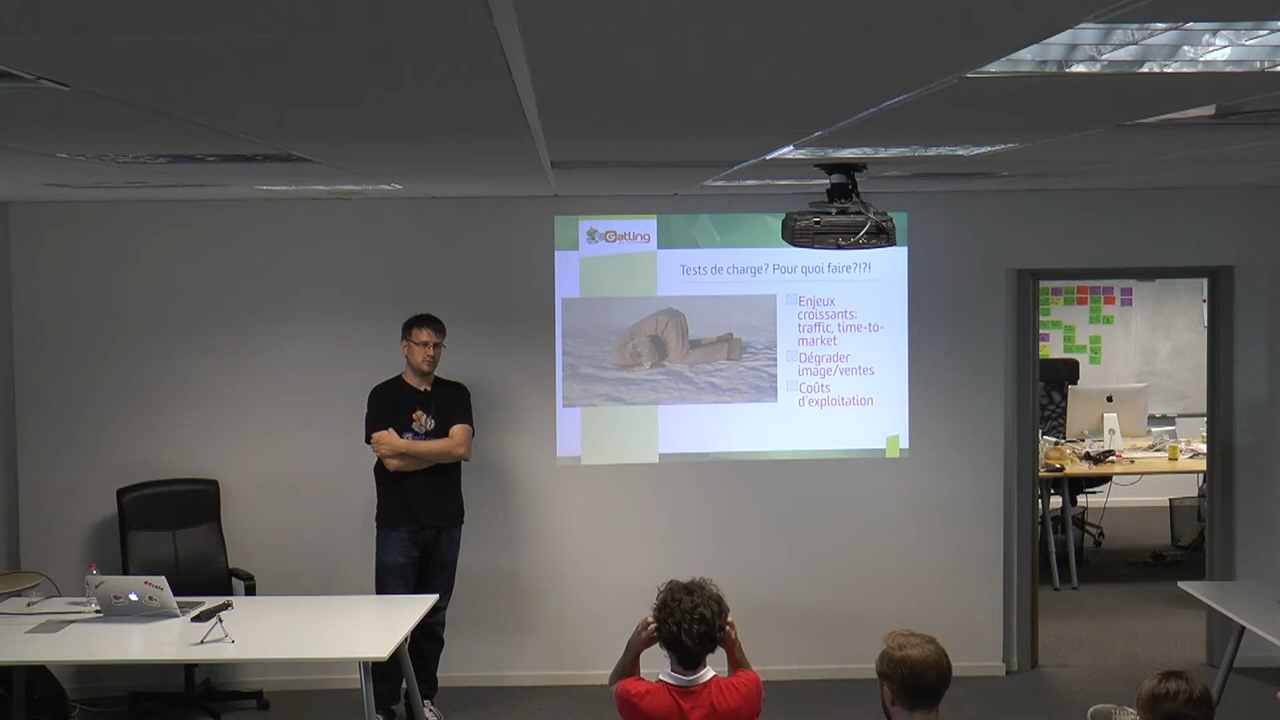 Gatling
Tests de charge? Pour quoi faire?!?!
Enjeux
croissants:
traffic, time-to-
market
Dégrader
image/ventes
Coûts
d'exploitation